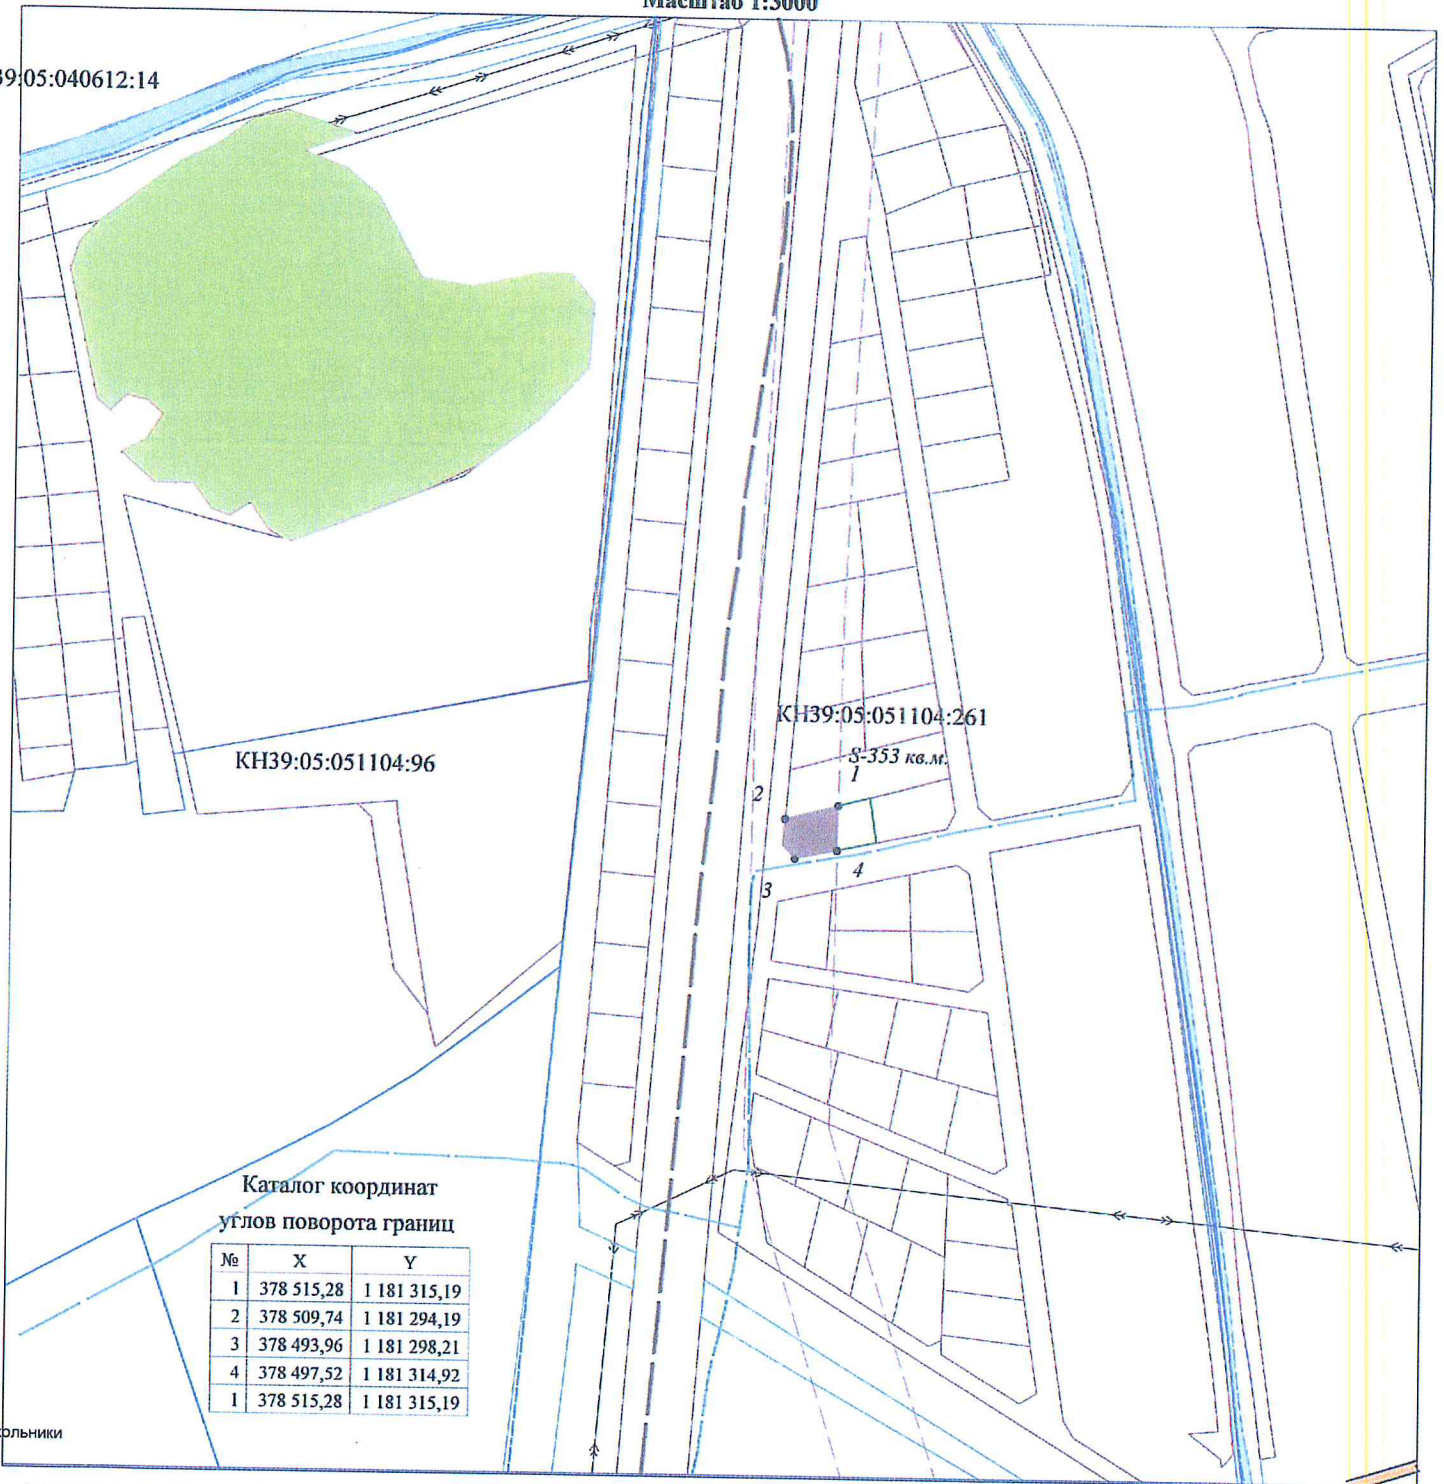 Масштаб 1:5000
39:05:040612:14
КН39:05:051104:261
S-353 кв.м.
1
2
КН39:05:051104:96
3
4
Каталог координат
углов поворота границ
№ X Y
1 378 515,28 1 181 315,19
2 378 509,74 1 181 294,19
3 378 493,96 1 181 298,21
4 378 497,52 1 181 314,92
1 378 515,28 1 181 315,19